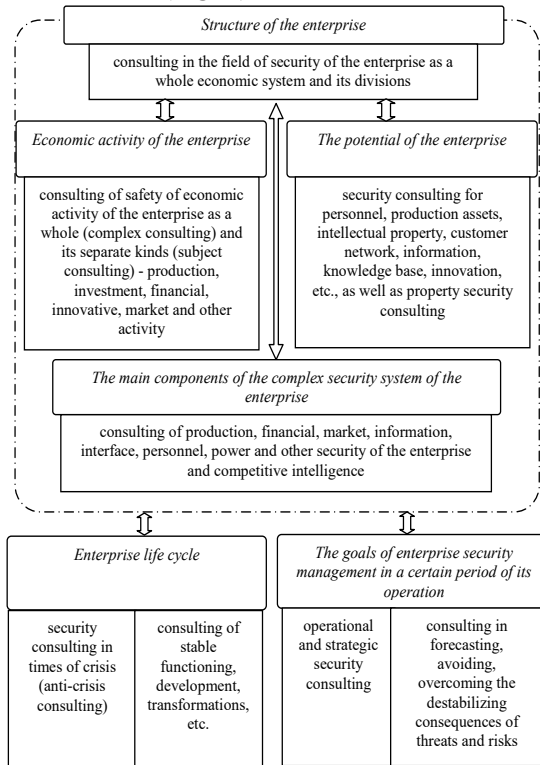 Structure of the enterprise
consulting in the field of security of the enterprise as a
whole economic system and its divisions
Economic activity of the enterprise
consulting of safety of economic
activity of the enterprise as a
whole (complex consulting) and
its separate kinds (subject
consulting) - production,
investment, financial,
innovative, market and other
activity
The potential of the enterprise
security consulting for
personnel, production assets,
intellectual property, customer
network, information,
knowledge base, innovation,
etc., as well as property security
consulting
The main components of the complex security system of the
enterprise
consulting of production, financial, market, information,
interface, personnel, power and other security of the enterprise
and competitive intelligence
Enterprise life cycle
security
consulting in
times of crisis
(anti-crisis
consulting)
consulting of
stable
functioning,
development,
transformations,
etc.
The goals of enterprise security
management in a certain period of its
operation
operational
and strategic
security
consulting
consulting in
forecasting,
avoiding,
overcoming the
destabilizing
consequences of
threats and risks